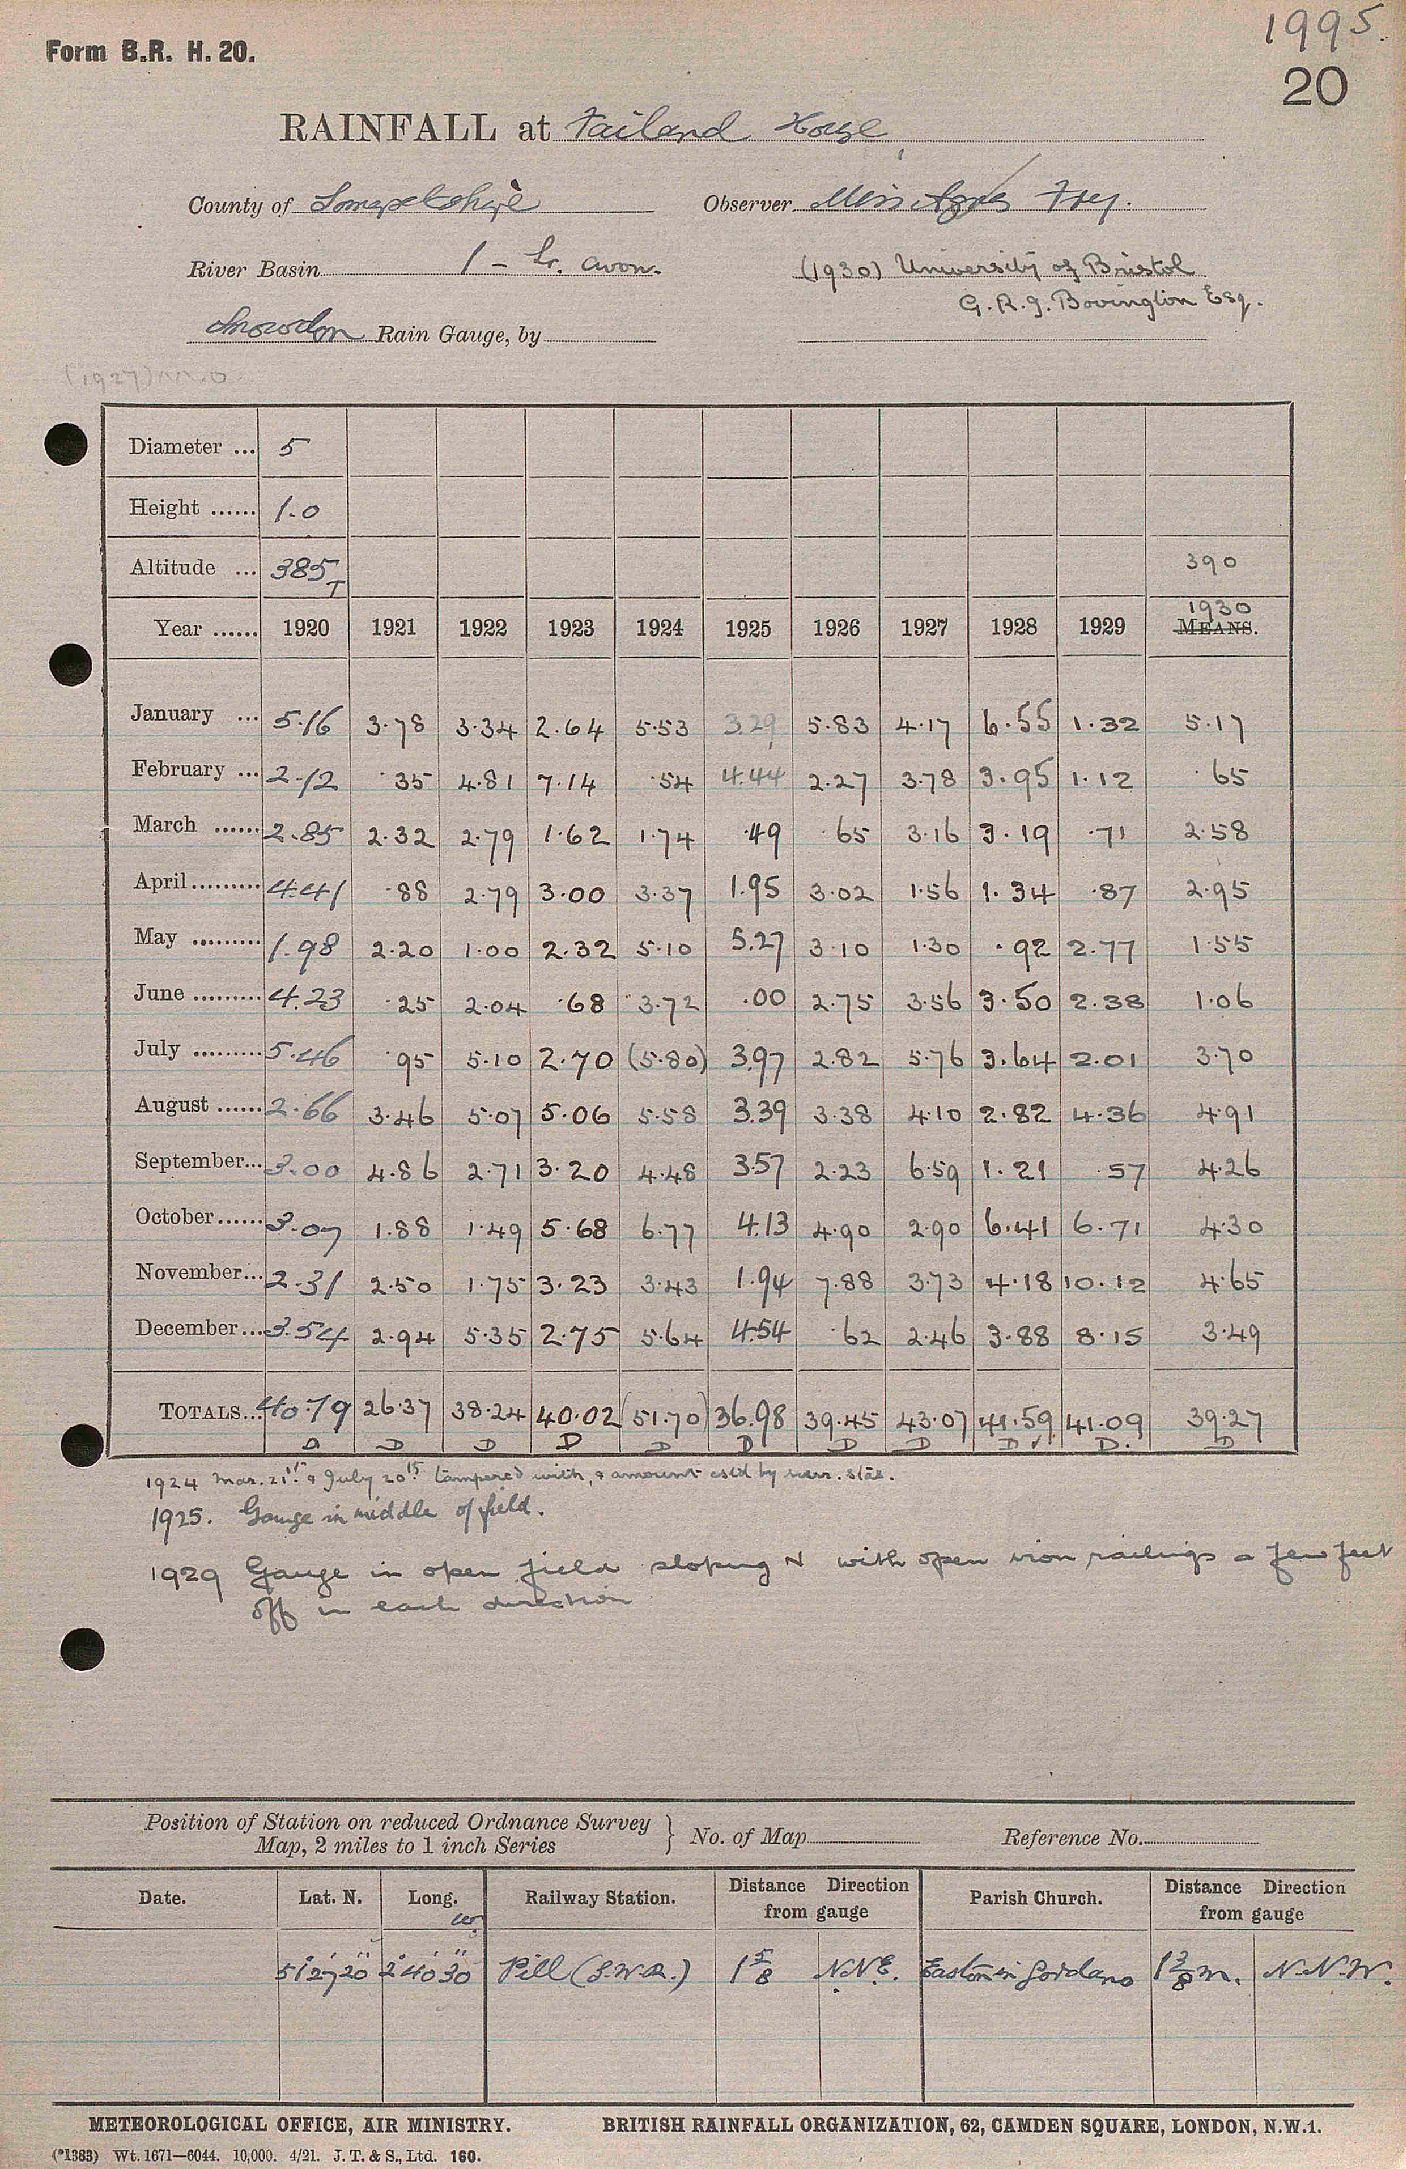 1995.
Form B.R. H. 20.
20
RAINFALL at Failand House
County of Somersetshire Observer Miss Agnes Fry.
River Basin 1 - Lr. Avon. (1930) University of Bristol
G.R.J. Bovington Esq.
Snowdon Rain Gauge, by
(1927) M.O
Diameter ... 5
Height ...... 1.0
Altitude ... 385 T 390
Year ...... 1920 1921 1922 1923 1924 1925 1926 1927 1928 1929 1930 MEANS.
January ... 5.16 3.78 3.34 2.64 5.53 3.29 5.83 4.17 6.55 1.32 5.17
February ... 2.12 .35 4.81 7.14 .54 4.44 2.27 3.78 3.95 1.12 .65
March ...... 2.85 2.32 2.79 1.62 1.74 .49 .65 3.16 3.19 .71 2.58
April ......... 4.41 .88 2.79 3.00 3.37 1.95 3.02 1.56 1.34 .87 2.95
May ......... 1.98 2.20 1.00 2.32 5.10 5.27 3.10 1.30 .92 2.77 1.55
June ......... 4.23 .25 2.04 .68 3.72 .00 2.75 3.56 3.50 2.38 1.06
July ......... 5.46 .95 5.10 2.70 (5.80) 3.97 2.82 5.76 3.64 2.01 3.70
August ...... 2.66 3.46 5.07 5.06 5.58 3.39 3.38 4.10 2.82 4.36 4.91
September... 3.00 4.86 2.71 3.20 4.48 3.57 2.23 6.59 1.21 .57 4.26
October...... 3.07 1.88 1.49 5.68 6.77 4.13 4.90 2.90 6.41 6.71 4.30
November... 2.31 2.50 1.75 3.23 3.43 1.94 7.88 3.73 4.18 10.12 4.65
December... 3.54 2.94 5.35 2.75 5.64 4.54 .62 2.46 3.88 8.15 3.49
TOTALS... 40.79 26.37 38.24 40.02 (51.70) 36.98 39.45 43.07 41.59 41.09 39.27
D D D D D D D D D ✓ D. D
1924 Mar. 21st & July 20th tampered with, & amount estd by surr. stas.
1925. Gauge in middle of field.
1929 Gauge in open field sloping N with open iron railings a few feet
off in each direction
Position of Station on reduced Ordnance Survey
Map, 2 miles to 1 inch Series } No. of Map Reference No.
Date. Lat. N. Long. W. Railway Station. Distance Direction from gauge Parish Church. Distance Direction from gauge
51° 27' 20" 2° 40' 30" Pill (G.W.R.) 1 5/8 N.N.E. Easton in Gordano 1 3/8 m. N.N.W.
METEOROLOGICAL OFFICE, AIR MINISTRY. BRITISH RAINFALL ORGANIZATION, 62, CAMDEN SQUARE, LONDON, N.W.1.
(*1383) Wt. 1671—6044. 10,000. 4/21. J. T. & S., Ltd. 160.